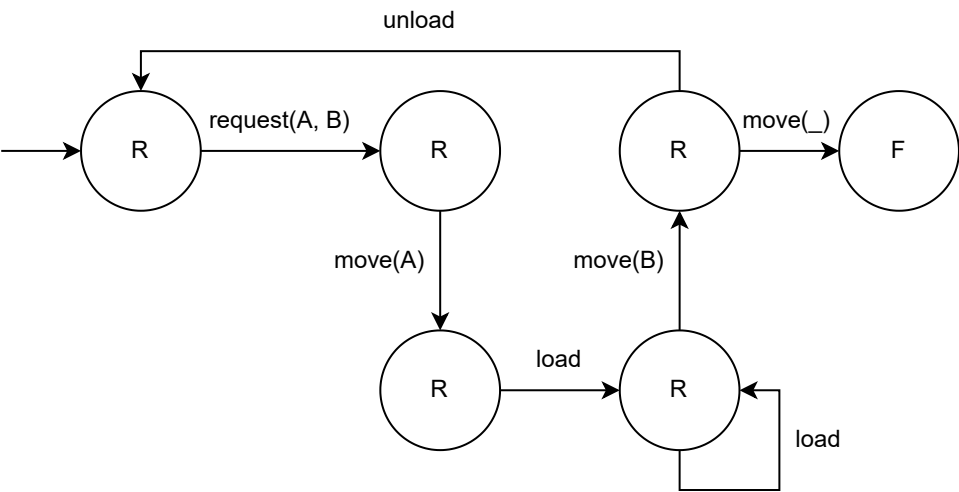 unload
request(A, B)
move(_)
R
R
R
F
move(A)
move(B)
load
R
R
load